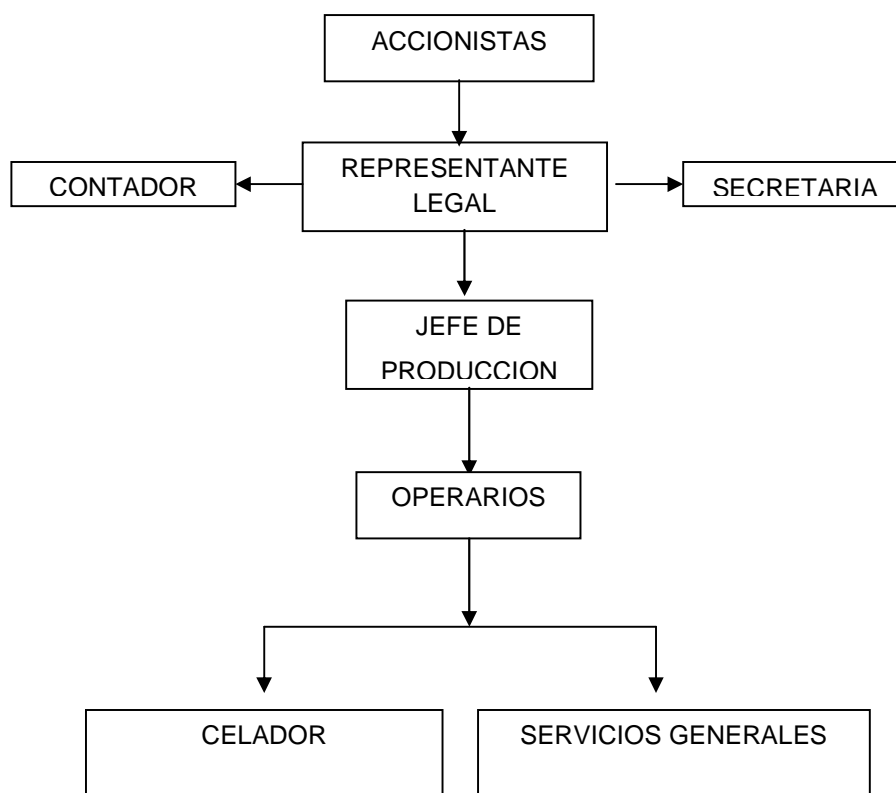 ACCIONISTAS
REPRESENTANTE
LEGAL
CONTADOR
SECRETARIA
JEFE DE
PRODUCCION
OPERARIOS
CELADOR
SERVICIOS GENERALES